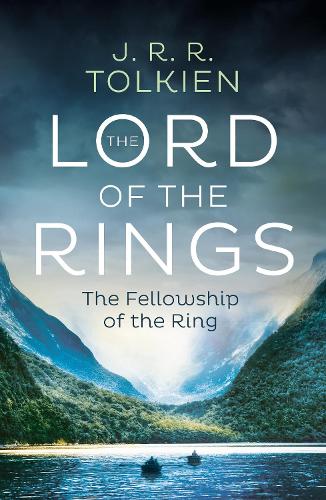 J. R. R.
TOLKIEN
THE
LORD
OF THE
RINGS
The Fellowship
of the Ring